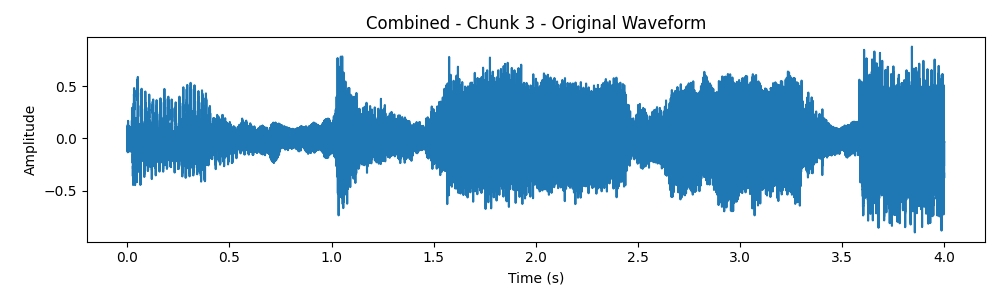 Combined - Chunk 3 - Original Waveform
Amplitude
0.5
0.0
−0.5
0.0 0.5 1.0 1.5 2.0 2.5 3.0 3.5 4.0
Time (s)